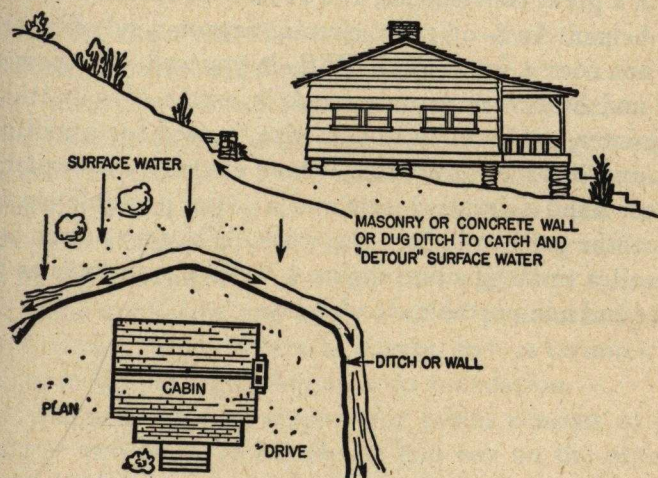 SURFACE WATER
MASONRY OR CONCRETE WALL
OR DUG DITCH TO CATCH AND
"DETOUR" SURFACE WATER
DITCH OR WALL
CABIN
PLAN
DRIVE